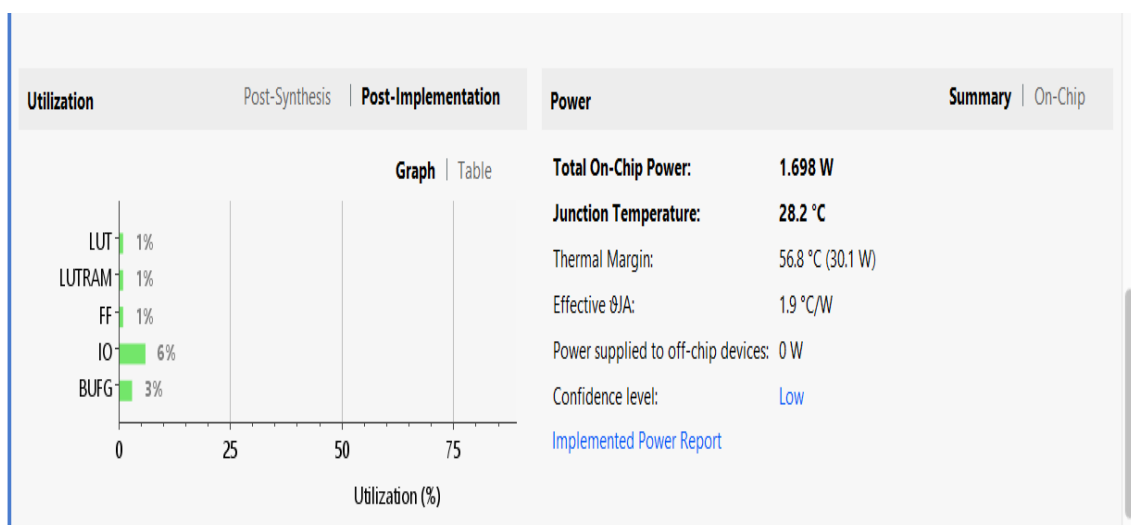 Utilization
Post-Synthesis | Post-Implementation
Graph | Table
LUT 1%
LUTRAM 1%
FF 1%
IO 6%
BUFG 3%
0 25 50 75
Utilization (%)
Power
Summary | On-Chip
Total On-Chip Power: 1.698 W
Junction Temperature: 28.2 °C
Thermal Margin: 56.8 °C (30.1 W)
Effective ϑJA: 1.9 °C/W
Power supplied to off-chip devices: 0 W
Confidence level: Low
Implemented Power Report